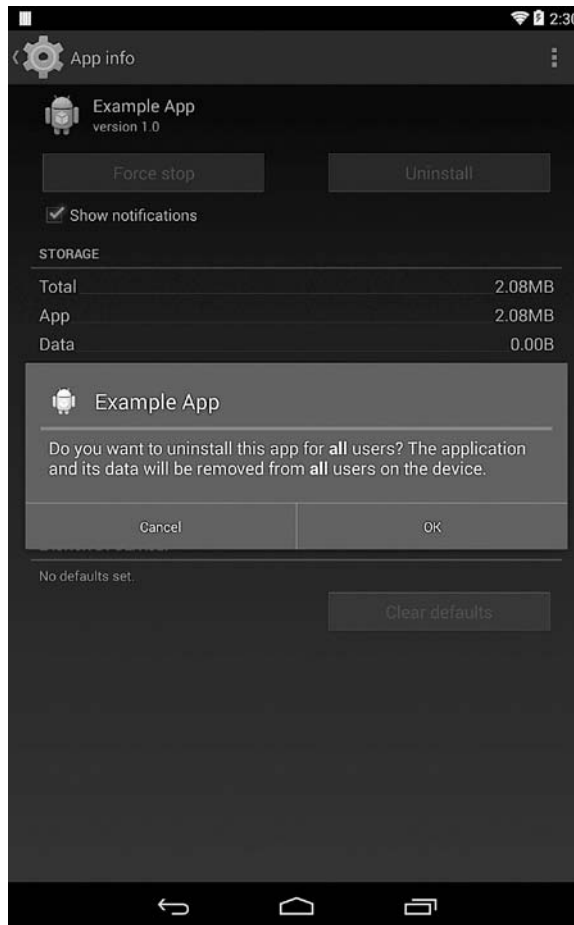 2:30
App info
Example App
version 1.0
Force stop
Uninstall
Show notifications
STORAGE
Total 2.08MB
App 2.08MB
Data 0.00B
Example App
Do you want to uninstall this app for all users? The application
and its data will be removed from all users on the device.
Cancel
OK
No defaults set.
Clear defaults